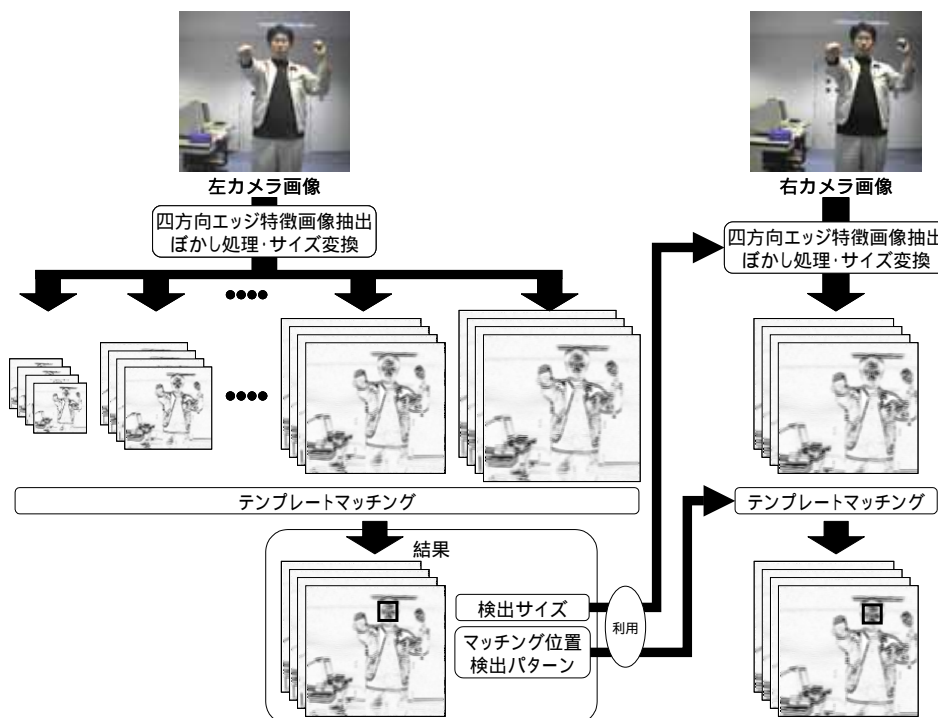 左カメラ画像
四方向エッジ特徴画像抽出
ぼかし処理・サイズ変換
テンプレートマッチング
結果
検出サイズ
マッチング位置
検出パターン
利用
右カメラ画像
四方向エッジ特徴画像抽出
ぼかし処理・サイズ変換
テンプレートマッチング